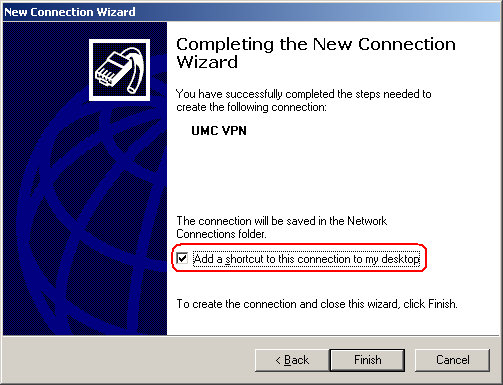 New Connection Wizard
Completing the New Connection
Wizard
You have successfully completed the steps needed to
create the following connection:
UMC VPN
The connection will be saved in the Network
Connections folder.
Add a shortcut to this connection to my desktop
To create the connection and close this wizard, click Finish.
< Back Finish Cancel